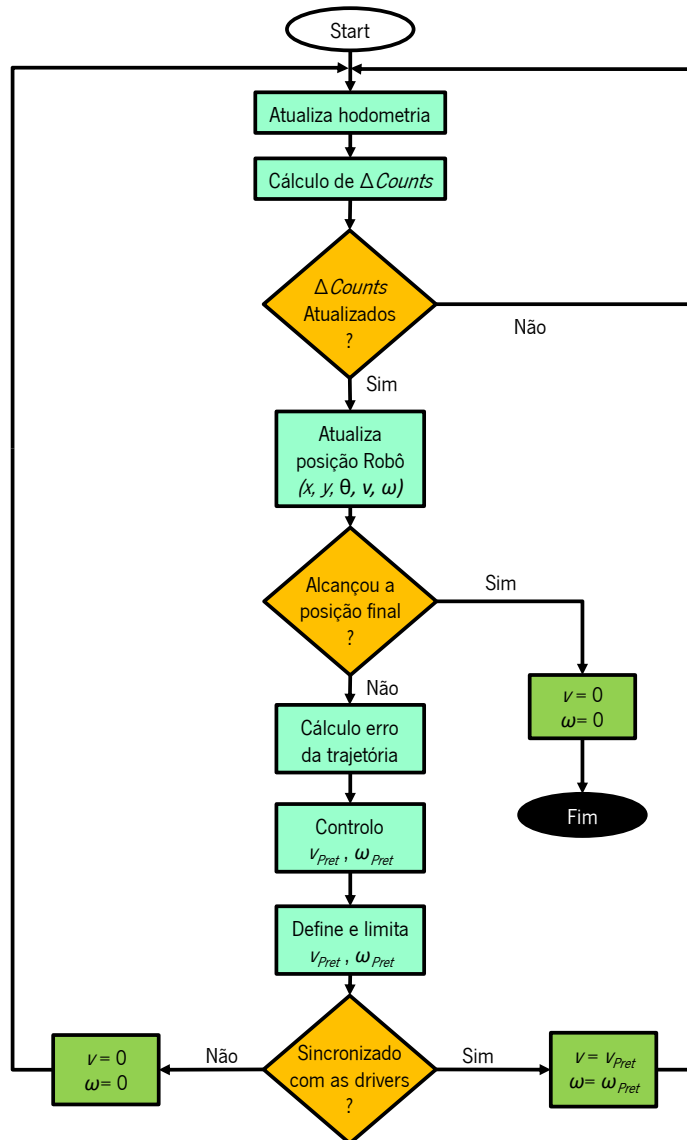 Start
Atualiza hodometria
Cálculo de ΔCounts
ΔCounts
Atualizados
?
Não
Sim
Atualiza
posição Robô
(x, y, θ, v, ω)
Alcançou a
posição final
?
Sim
Não
v = 0
ω = 0
Cálculo erro
da trajetória
Fim
Controlo
vPret , ωPret
Define e limita
vPret , ωPret
v = 0
ω = 0
Não
Sincronizado
com as drivers
?
Sim
v = vPret
ω = ωPret